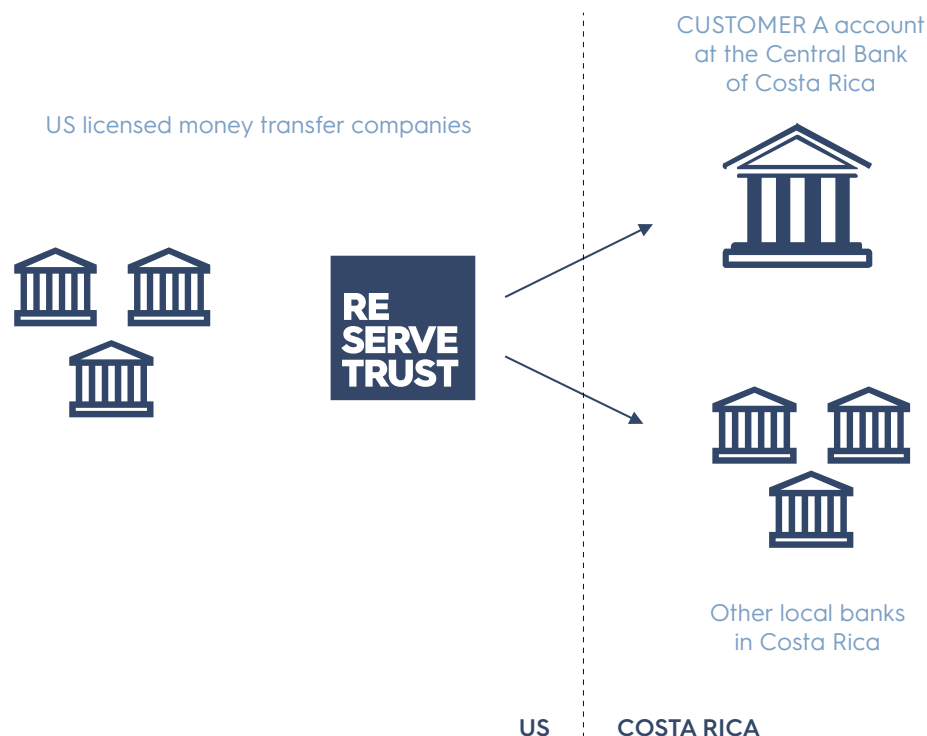 CUSTOMER A account
at the Central Bank
of Costa Rica
US licensed money transfer companies
RE
SERVE
TRUST
Other local banks
in Costa Rica
US
COSTA RICA